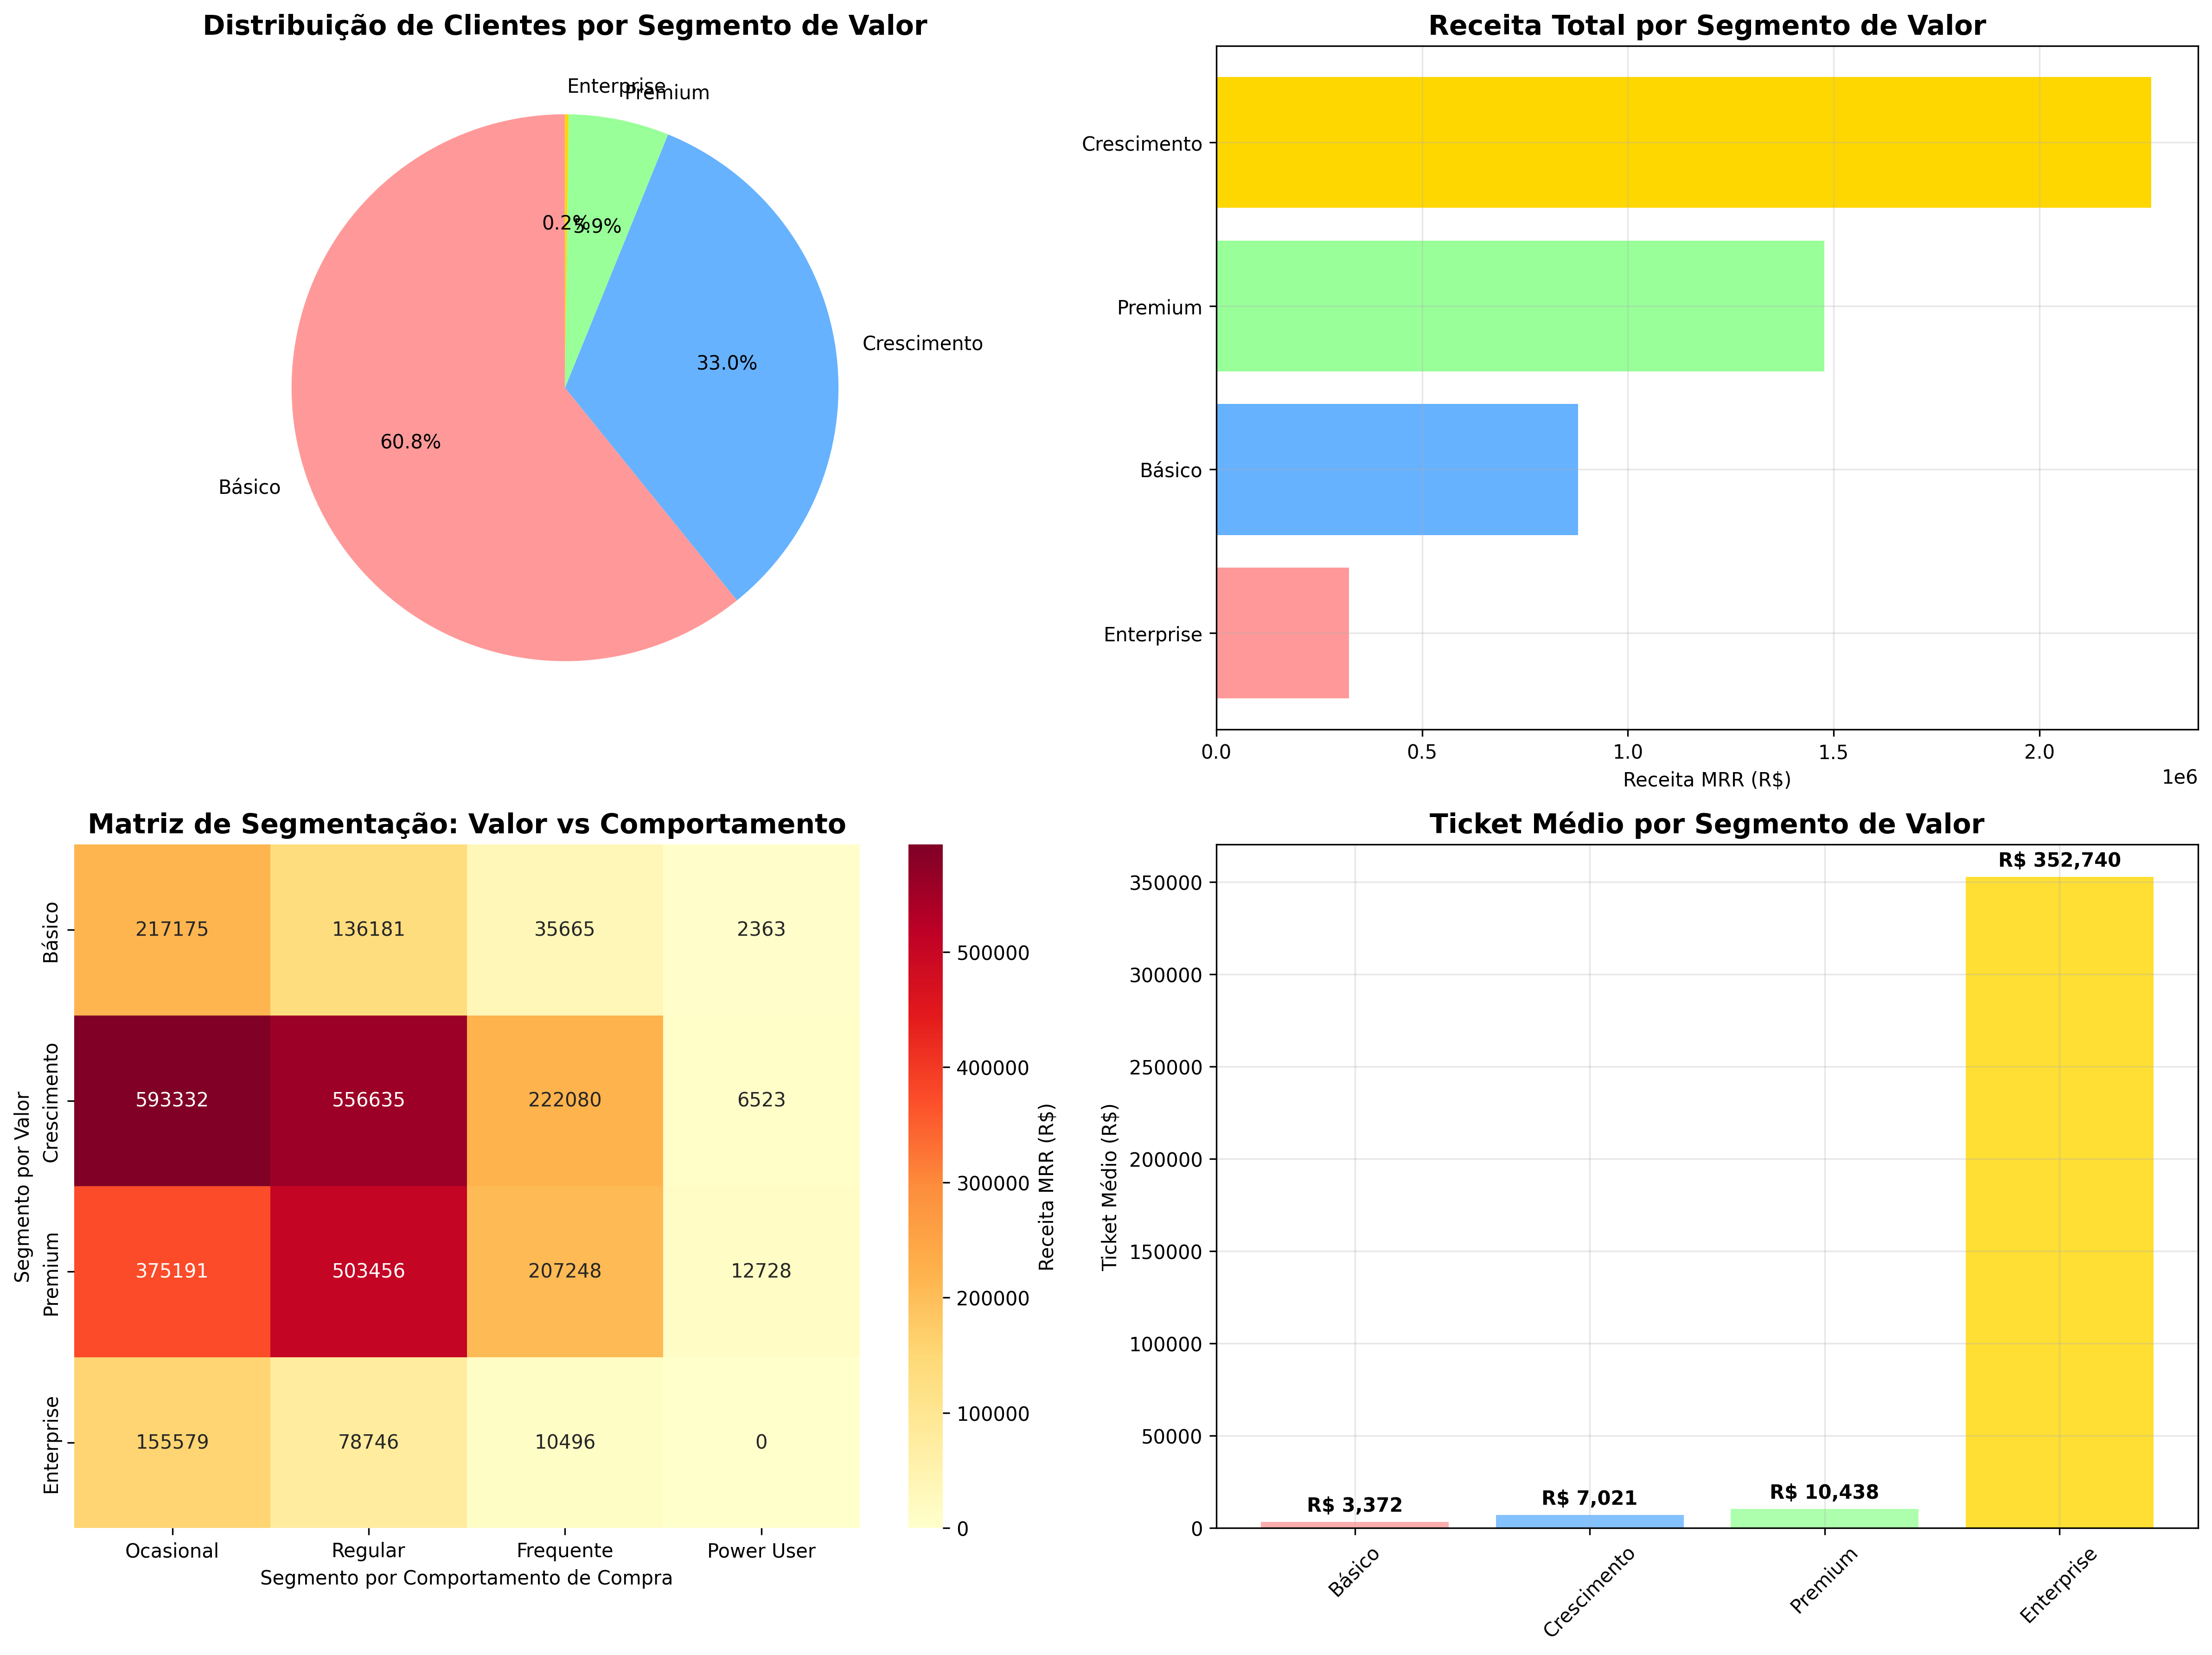 Distribuição de Clientes por Segmento de Valor
Enterprise
Premium
0.2%
5.9%
Crescimento
33.0%
60.8%
Básico
Receita Total por Segmento de Valor
Crescimento
Premium
Básico
Enterprise
0.0 0.5 1.0 1.5 2.0
1e6
Receita MRR (R$)
Matriz de Segmentação: Valor vs Comportamento
Segmento por Valor
Básico
217175 136181 35665 2363
Crescimento
593332 556635 222080 6523
Premium
375191 503456 207248 12728
Enterprise
155579 78746 10496 0
Ocasional Regular Frequente Power User
Segmento por Comportamento de Compra
500000
400000
300000
200000
100000
0
Receita MRR (R$)
Ticket Médio por Segmento de Valor
Ticket Médio (R$)
350000
300000
250000
200000
150000
100000
50000
0
R$ 3,372
R$ 7,021
R$ 10,438
R$ 352,740
Básico
Crescimento
Premium
Enterprise